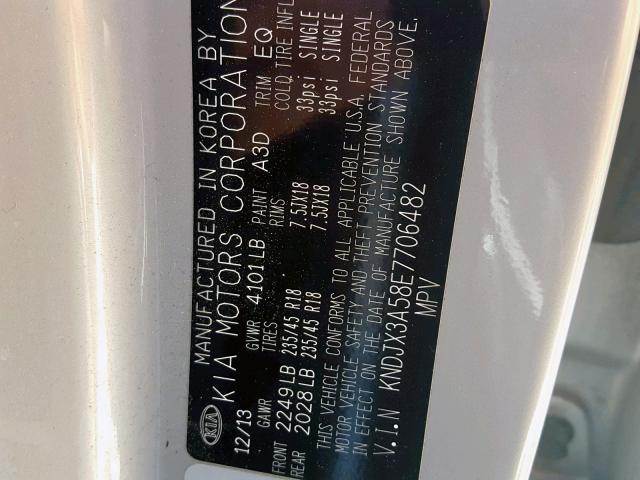 KIA
MANUFACTURED IN KOREA BY
KIA MOTORS CORPORATION
12/13 GVWR 4101LB PAINT A3D TRIM EQ
GAWR TIRES RIMS COLD TIRE INFL
FRONT 2249LB 235/45 R18 7.5JX18 33psi SINGLE
REAR 2028LB 235/45 R18 7.5JX18 33psi SINGLE
THIS VEHICLE CONFORMS TO ALL APPLICABLE U.S.A. FEDERAL
MOTOR VEHICLE SAFETY AND THEFT PREVENTION STANDARDS
IN EFFECT ON THE DATE OF MANUFACTURE SHOWN ABOVE.
V.I.N KNDJX3A58E7706482
MPV